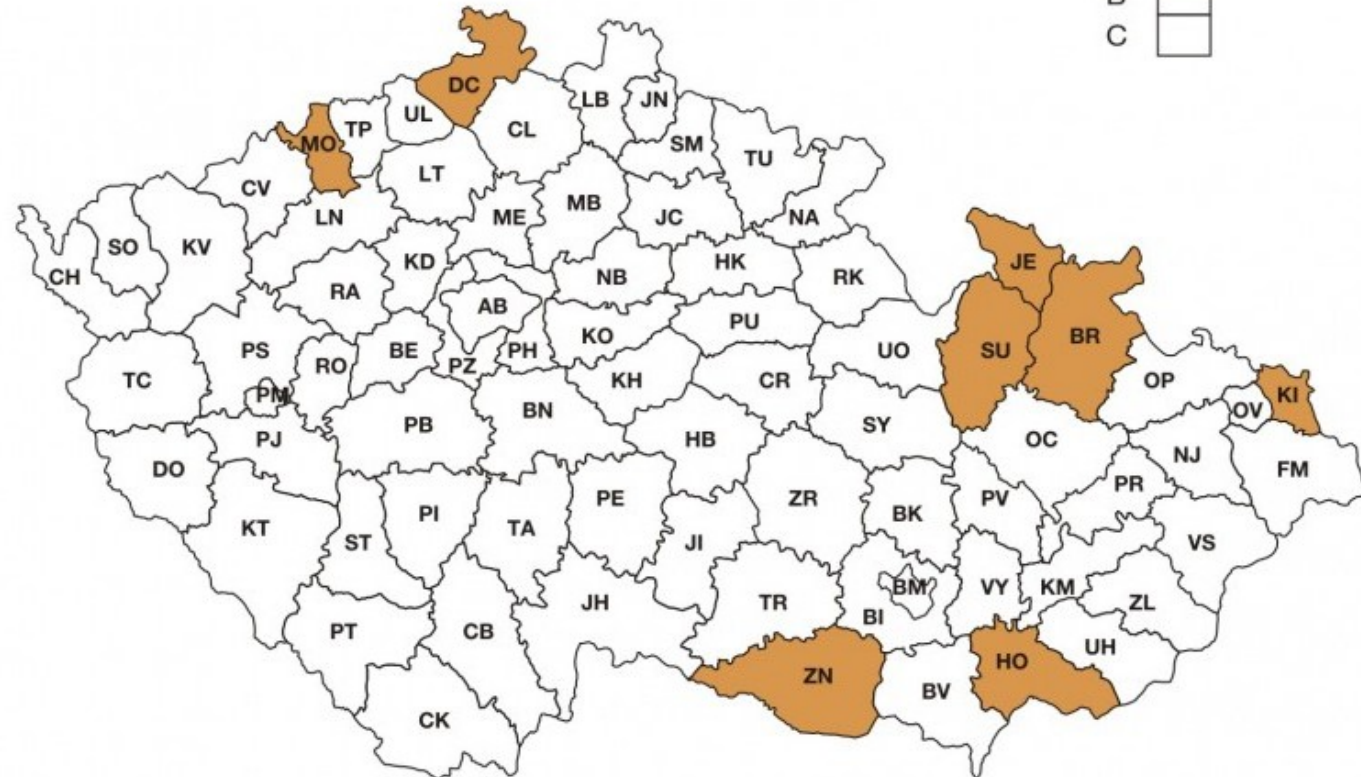 B
C
DC
LB
JN
UL
TP
MO
CL
SM
TU
LT
CV
MB
ME
JC
NA
LN
SO
KV
CH
KD
NB
HK
RK
JE
RA
AB
KO
PU
BR
PS
RO
BE
PZ
PH
UO
SU
TC
PM
KH
CR
OP
KI
OV
BN
PB
PJ
HB
SY
OC
DO
NJ
FM
PR
KT
PI
ST
TA
PE
ZR
BK
PV
JI
VS
BM
VY
KM
ZL
JH
TR
BI
PT
CB
UH
HO
ZN
BV
CK